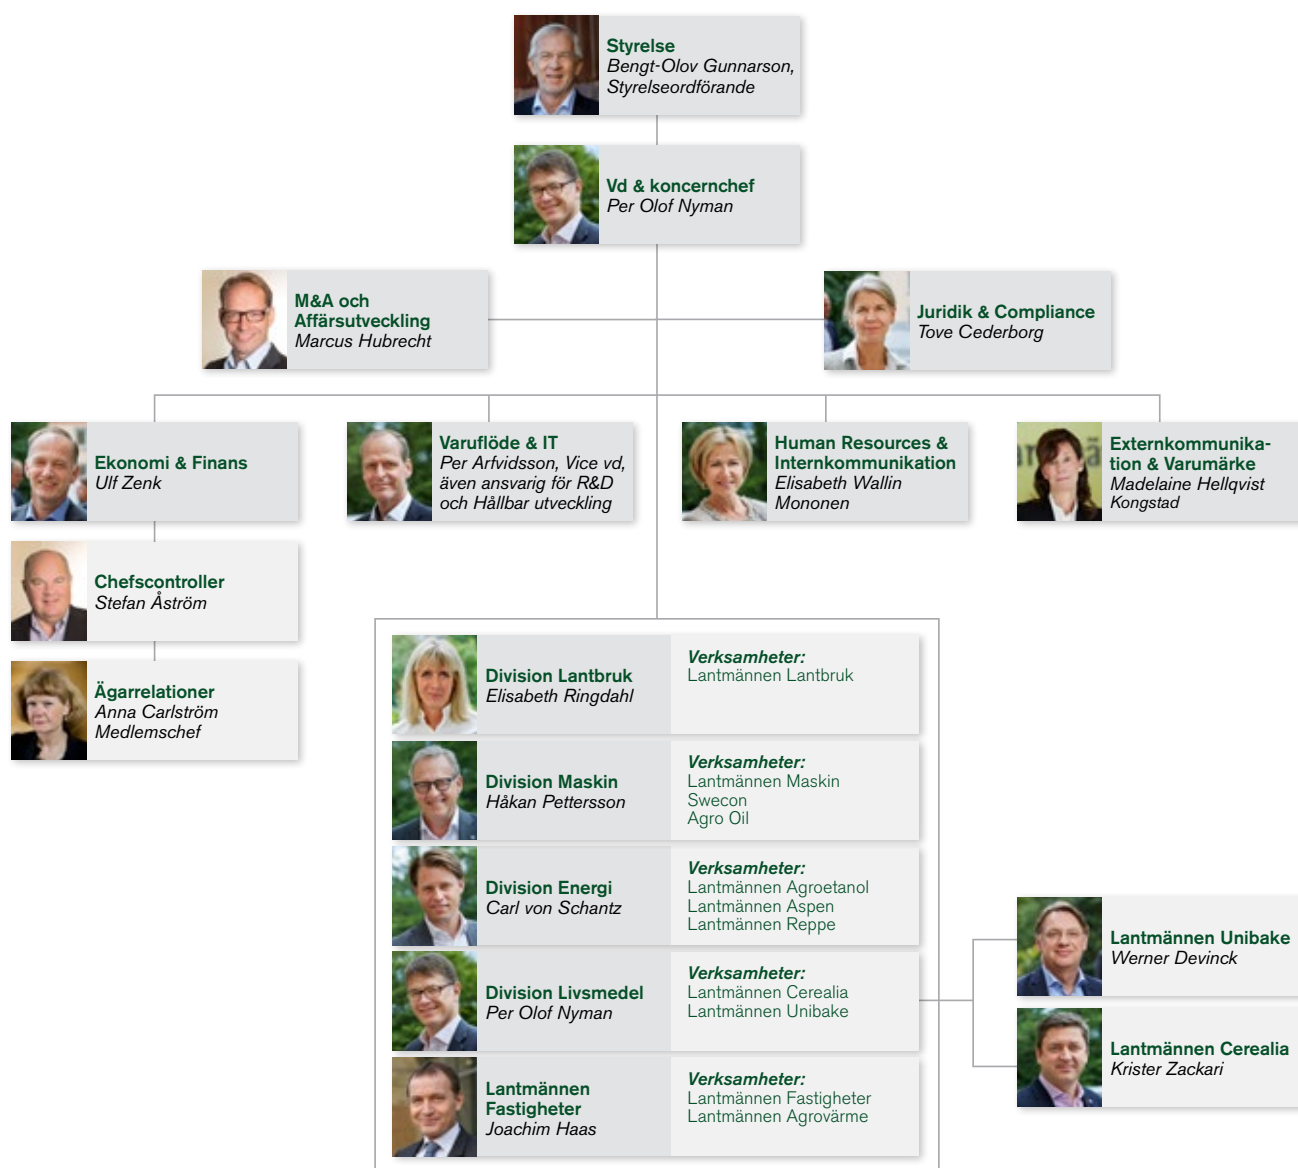 Styrelse
Bengt-Olov Gunnarson,
Styrelseordförande
Vd & koncernchef
Per Olof Nyman
M&A och
Affärsutveckling
Marcus Hubrecht
Juridik & Compliance
Tove Cederborg
Ekonomi & Finans
Ulf Zenk
Varuflöde & IT
Per Arfvidsson, Vice vd,
även ansvarig för R&D
och Hållbar utveckling
Human Resources &
Internkommunikation
Elisabeth Wallin
Mononen
Externkommunika-
tion & Varumärke
Madelaine Hellqvist
Kongstad
Chefscontroller
Stefan Åström
Ägarrelationer
Anna Carlström
Medlemschef
Division Lantbruk
Elisabeth Ringdahl
Verksamheter:
Lantmännen Lantbruk
Division Maskin
Håkan Pettersson
Verksamheter:
Lantmännen Maskin
Swecon
Agro Oil
Division Energi
Carl von Schantz
Verksamheter:
Lantmännen Agroetanol
Lantmännen Aspen
Lantmännen Reppe
Division Livsmedel
Per Olof Nyman
Verksamheter:
Lantmännen Cerealia
Lantmännen Unibake
Lantmännen Unibake
Werner Devinck
Lantmännen Cerealia
Krister Zackari
Lantmännen
Fastigheter
Joachim Haas
Verksamheter:
Lantmännen Fastigheter
Lantmännen Agrovärme